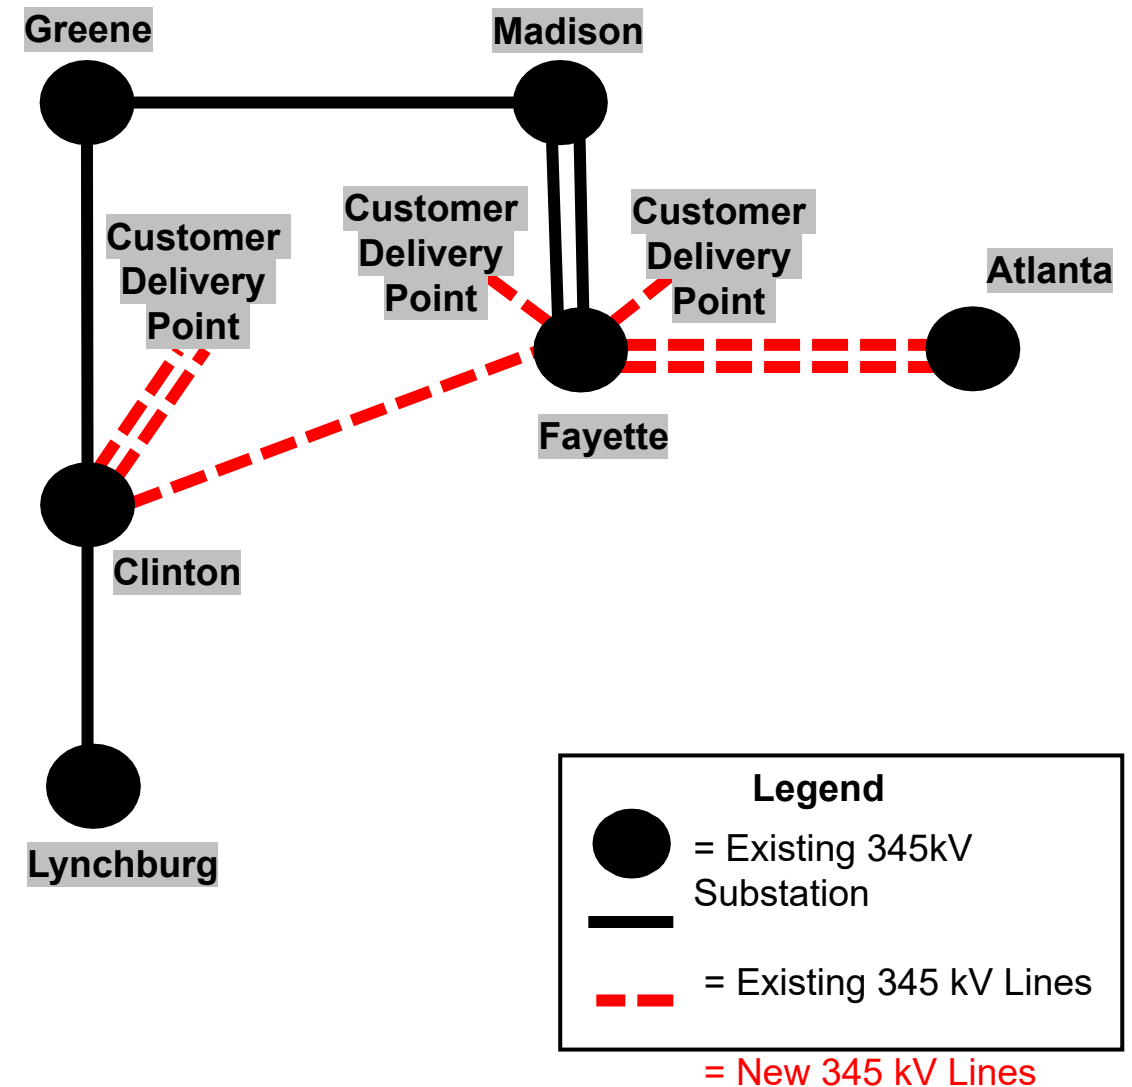 Greene
Madison
Customer
Delivery
Point
Customer
Delivery
Point
Customer
Delivery
Point
Atlanta
Fayette
Clinton
Lynchburg
Legend
= Existing 345kV
Substation
= Existing 345 kV Lines
= New 345 kV Lines